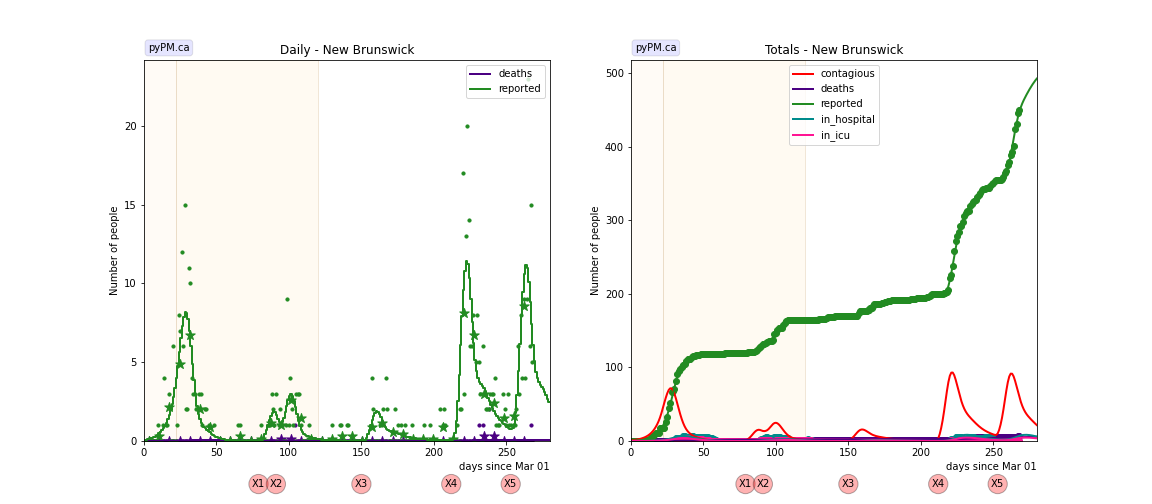 pyPM.ca
Daily - New Brunswick
deaths
reported
Number of people
20
15
10
5
0
0
50
100
150
200
250
days since Mar 01
X1
X2
X3
X4
X5
pyPM.ca
Totals - New Brunswick
contagious
deaths
reported
in_hospital
in_icu
Number of people
500
400
300
200
100
0
0
50
100
150
200
250
days since Mar 01
X1
X2
X3
X4
X5